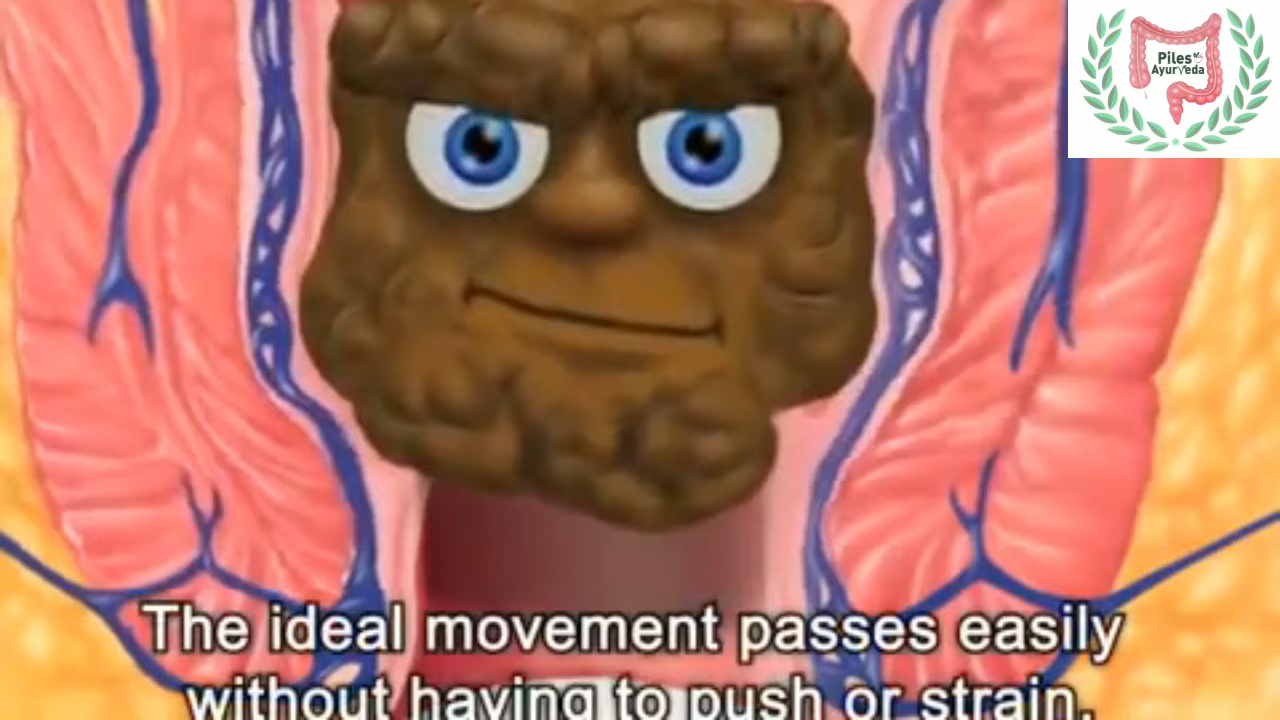 Piles
Ayurveda
The ideal movement passes easily
without having to push or strain.